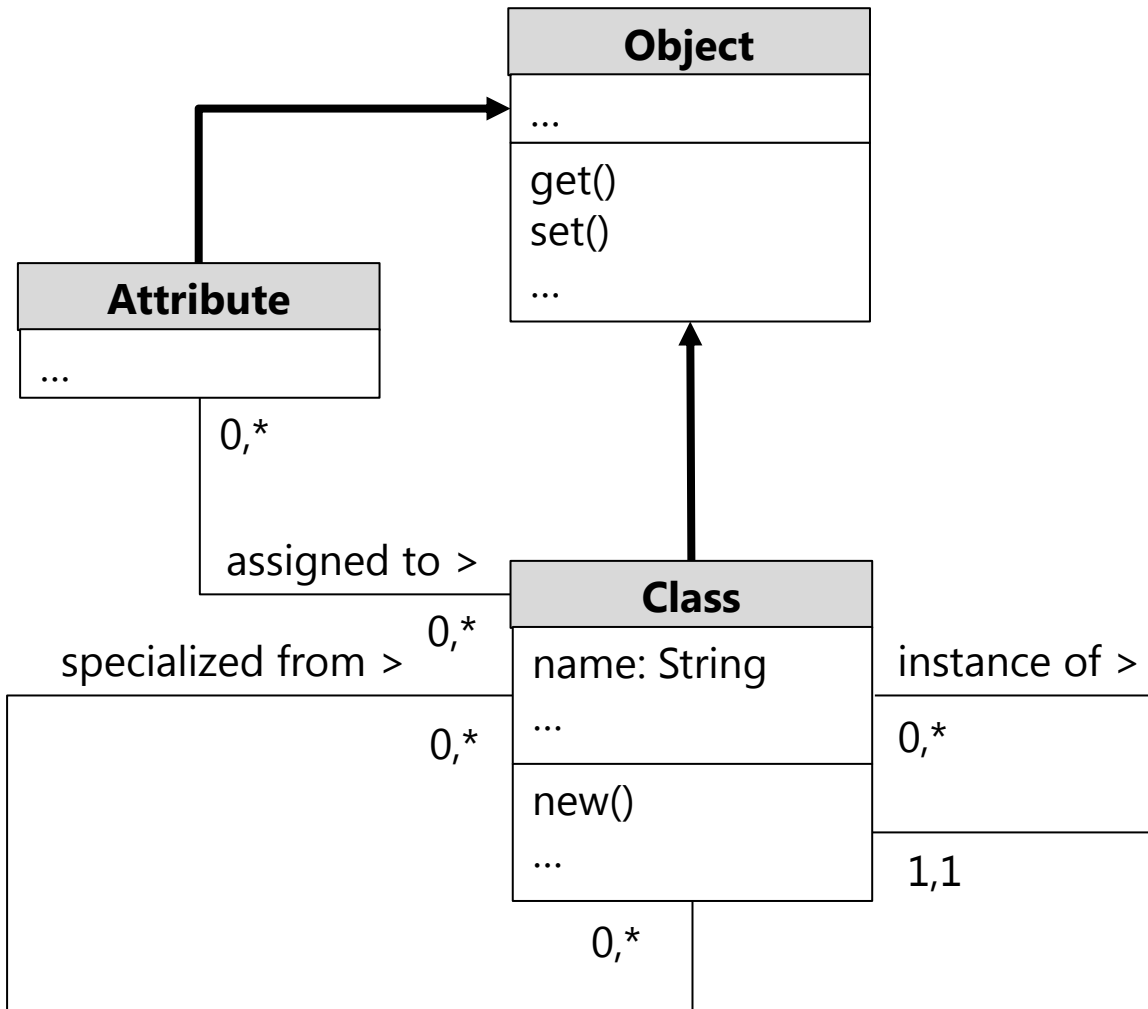 Object
...
get()
set()
...
Attribute
...
0,*
assigned to >
0,*
Class
specialized from >
name: String
instance of >
...
0,*
0,*
new()
...
1,1
0,*